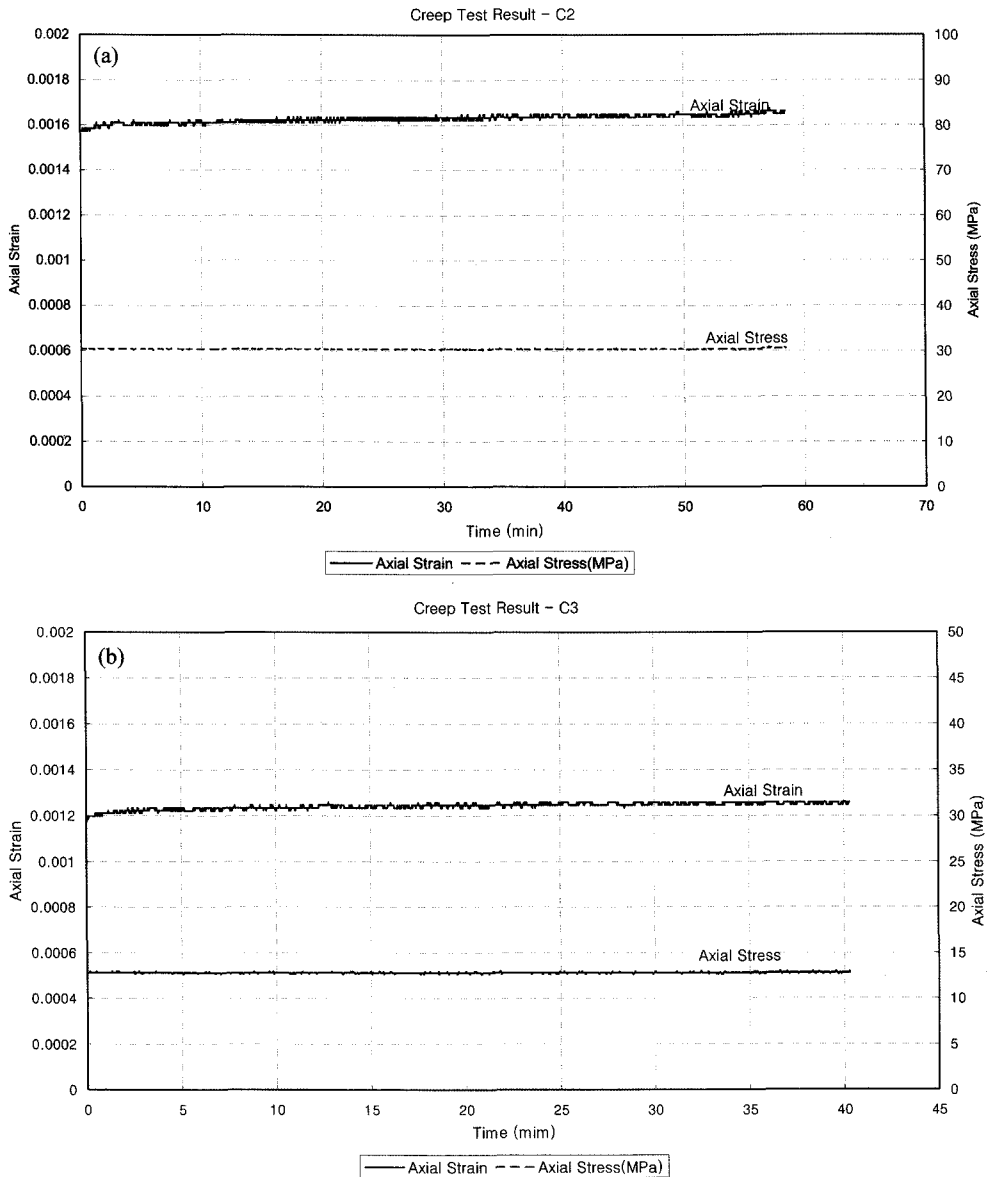 Creep Test Result - C2
(a)
0.002
0.0018
0.0016
0.0014
0.0012
0.001
0.0008
0.0006
0.0004
0.0002
0
Axial Strain
100
90
80
70
60
50
40
30
20
10
0
Axial Stress (MPa)
Axial Strain
Axial Stress
0 10 20 30 40 50 60 70
Time (min)
Axial Strain Axial Stress(MPa)
Creep Test Result - C3
(b)
0.002
0.0018
0.0016
0.0014
0.0012
0.001
0.0008
0.0006
0.0004
0.0002
0
Axial Strain
50
45
40
35
30
25
20
15
10
5
0
Axial Stress (MPa)
Axial Strain
Axial Stress
0 5 10 15 20 25 30 35 40 45
Time (mim)
Axial Strain Axial Stress(MPa)